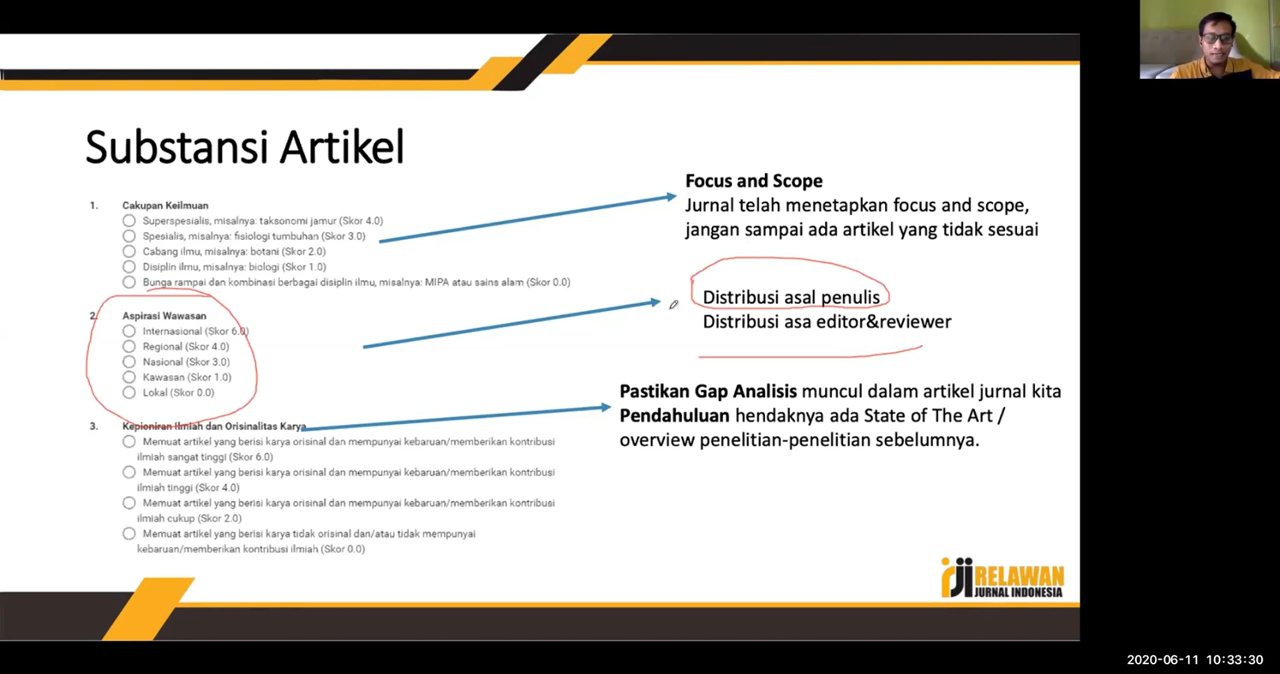 Substansi Artikel
1. Cakupan Keilmuan
Superspesialis, misalnya: taksonomi jamur (Skor 4.0)
Spesialis, misalnya: fisiologi tumbuhan (Skor 3.0)
Cabang ilmu, misalnya: botani (Skor 2.0)
Disiplin ilmu, misalnya: biologi (Skor 1.0)
Bunga rampai dan kombinasi berbagai disiplin ilmu, misalnya: MIPA atau sains alam (Skor 0.0)
2. Aspirasi Wawasan
Internasional (Skor 6.0)
Regional (Skor 4.0)
Nasional (Skor 3.0)
Kawasan (Skor 1.0)
Lokal (Skor 0.0)
3. Kepioniran Ilmiah dan Orisinalitas Karya
Memuat artikel yang berisi karya orisinal dan mempunyai kebaruan/memberikan kontribusi
ilmiah sangat tinggi (Skor 6.0)
Memuat artikel yang berisi karya orisinal dan mempunyai kebaruan/memberikan kontribusi
ilmiah tinggi (Skor 4.0)
Memuat artikel yang berisi karya orisinal dan mempunyai kebaruan/memberikan kontribusi
ilmiah cukup (Skor 2.0)
Memuat artikel yang berisi karya tidak orisinal dan/atau tidak mempunyai
kebaruan/memberikan kontribusi ilmiah (Skor 0.0)
Focus and Scope
Jurnal telah menetapkan focus and scope,
jangan sampai ada artikel yang tidak sesuai
Distribusi asal penulis
Distribusi asa editor&reviewer
Pastikan Gap Analisis muncul dalam artikel jurnal kita
Pendahuluan hendaknya ada State of The Art /
overview penelitian-penelitian sebelumnya.
rji RELAWAN
JURNAL INDONESIA
2020-06-11 10:33:30